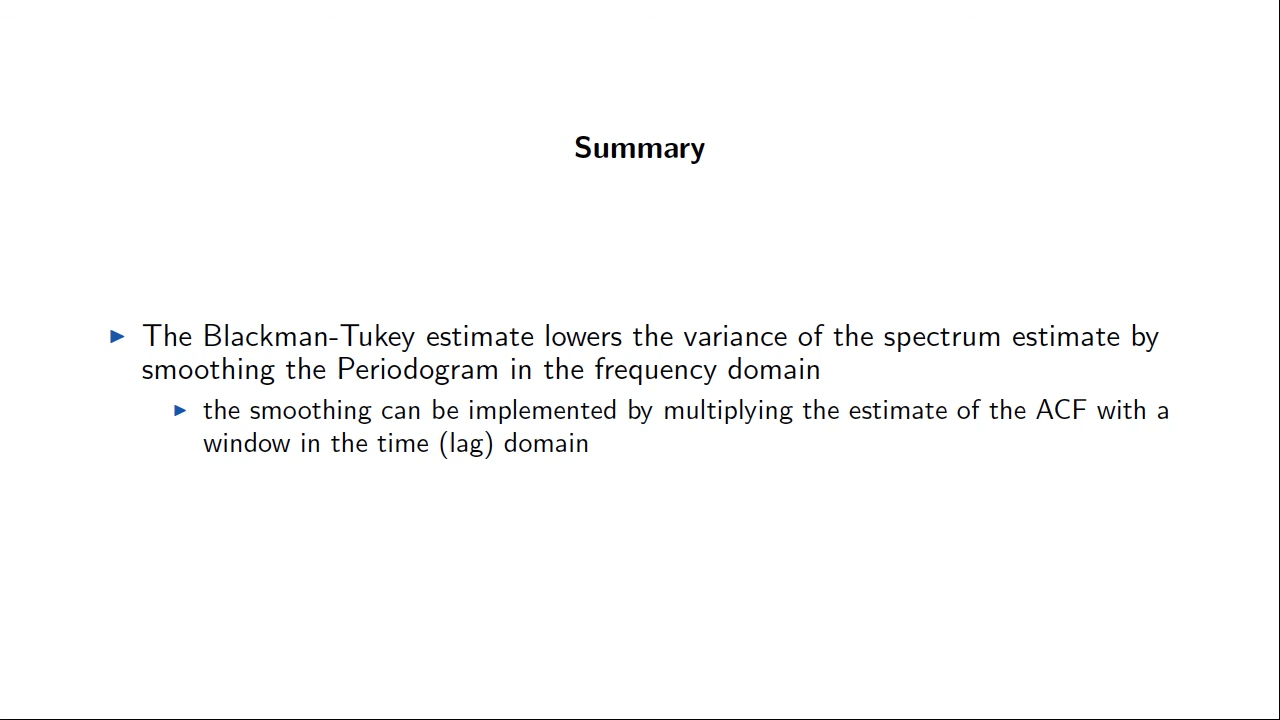 Summary
The Blackman-Tukey estimate lowers the variance of the spectrum estimate by
smoothing the Periodogram in the frequency domain
the smoothing can be implemented by multiplying the estimate of the ACF with a
window in the time (lag) domain